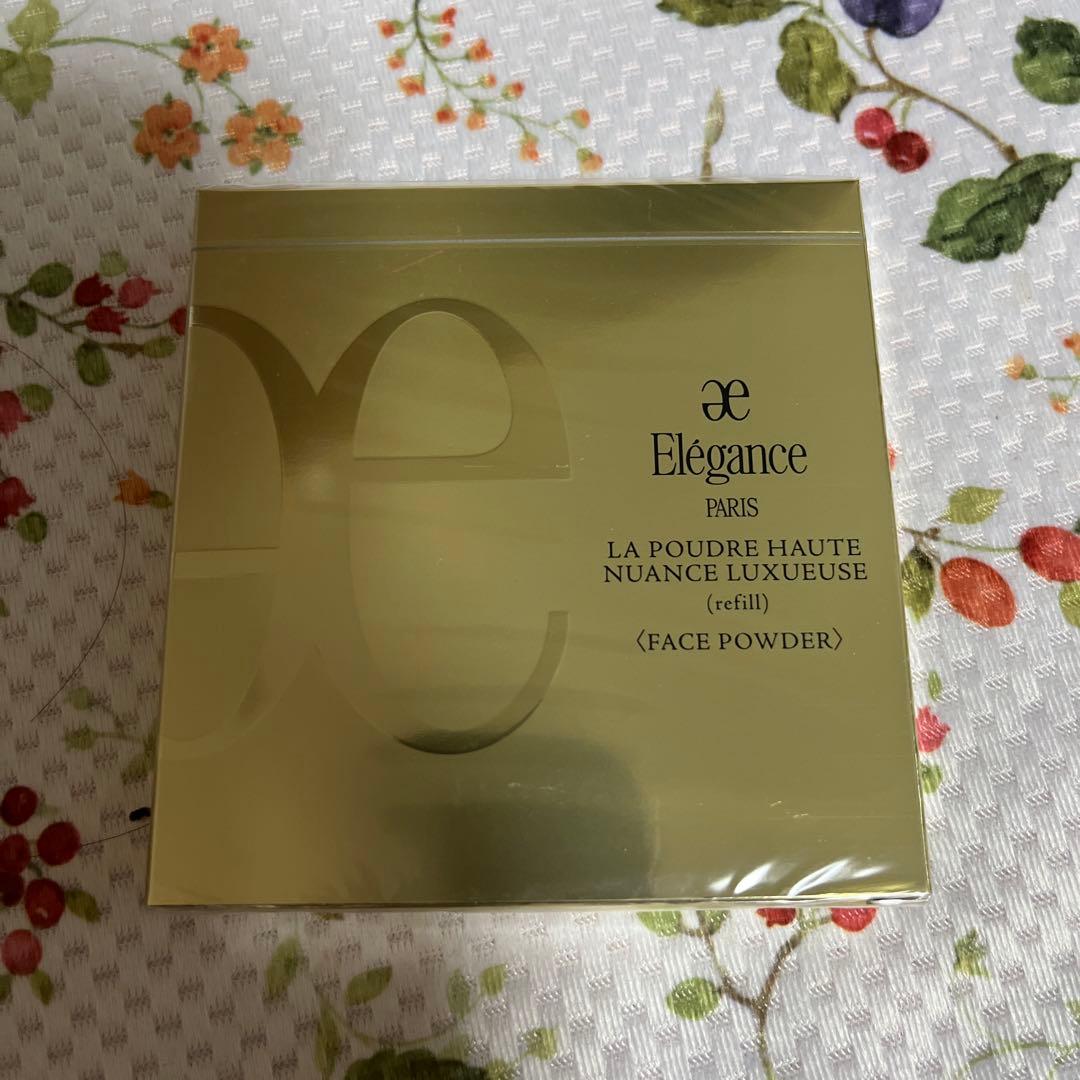 æ
Elégance
PARIS
LA POUDRE HAUTE
NUANCE LUXUEUSE
(refill)
〈FACE POWDER〉